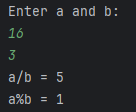 Enter a and b:
16
3
a/b = 5
a%b = 1